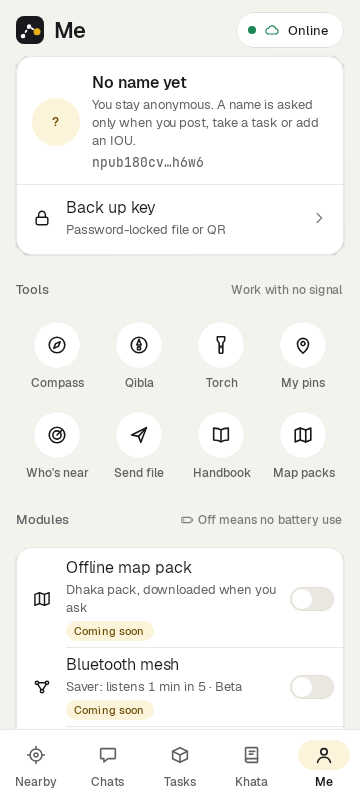 Me
Online
No name yet
?
You stay anonymous. A name is asked
only when you post, take a task or add
an IOU.
npub180cv…h6w6
Back up key
Password-locked file or QR
Tools
Work with no signal
Compass
Qibla
Torch
My pins
Who's near
Send file
Handbook
Map packs
Modules
Off means no battery use
Offline map pack
Dhaka pack, downloaded when you
ask
Coming soon
Bluetooth mesh
Saver: listens 1 min in 5 · Beta
Coming soon
Nearby
Chats
Tasks
Khata
Me